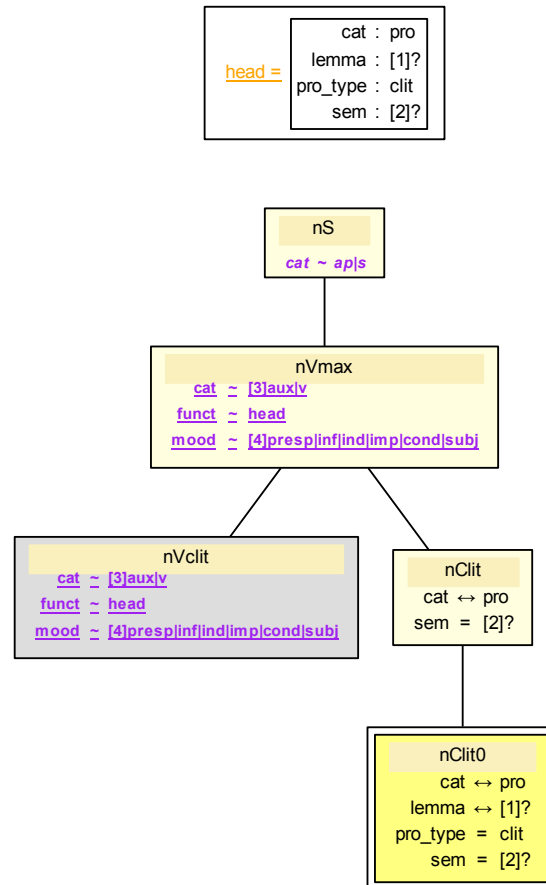 cat : pro
head =
lemma : [1]?
pro_type : clit
sem : [2]?
nS
cat ~ ap|s
nVmax
cat ~ [3]aux|v
funct ~ head
mood ~ [4]presp|inf|ind|imp|cond|subj
nVclit
cat ~ [3]aux|v
funct ~ head
mood ~ [4]presp|inf|ind|imp|cond|subj
nClit
cat ↔ pro
sem = [2]?
nClit0
cat ↔ pro
lemma ↔ [1]?
pro_type = clit
sem = [2]?